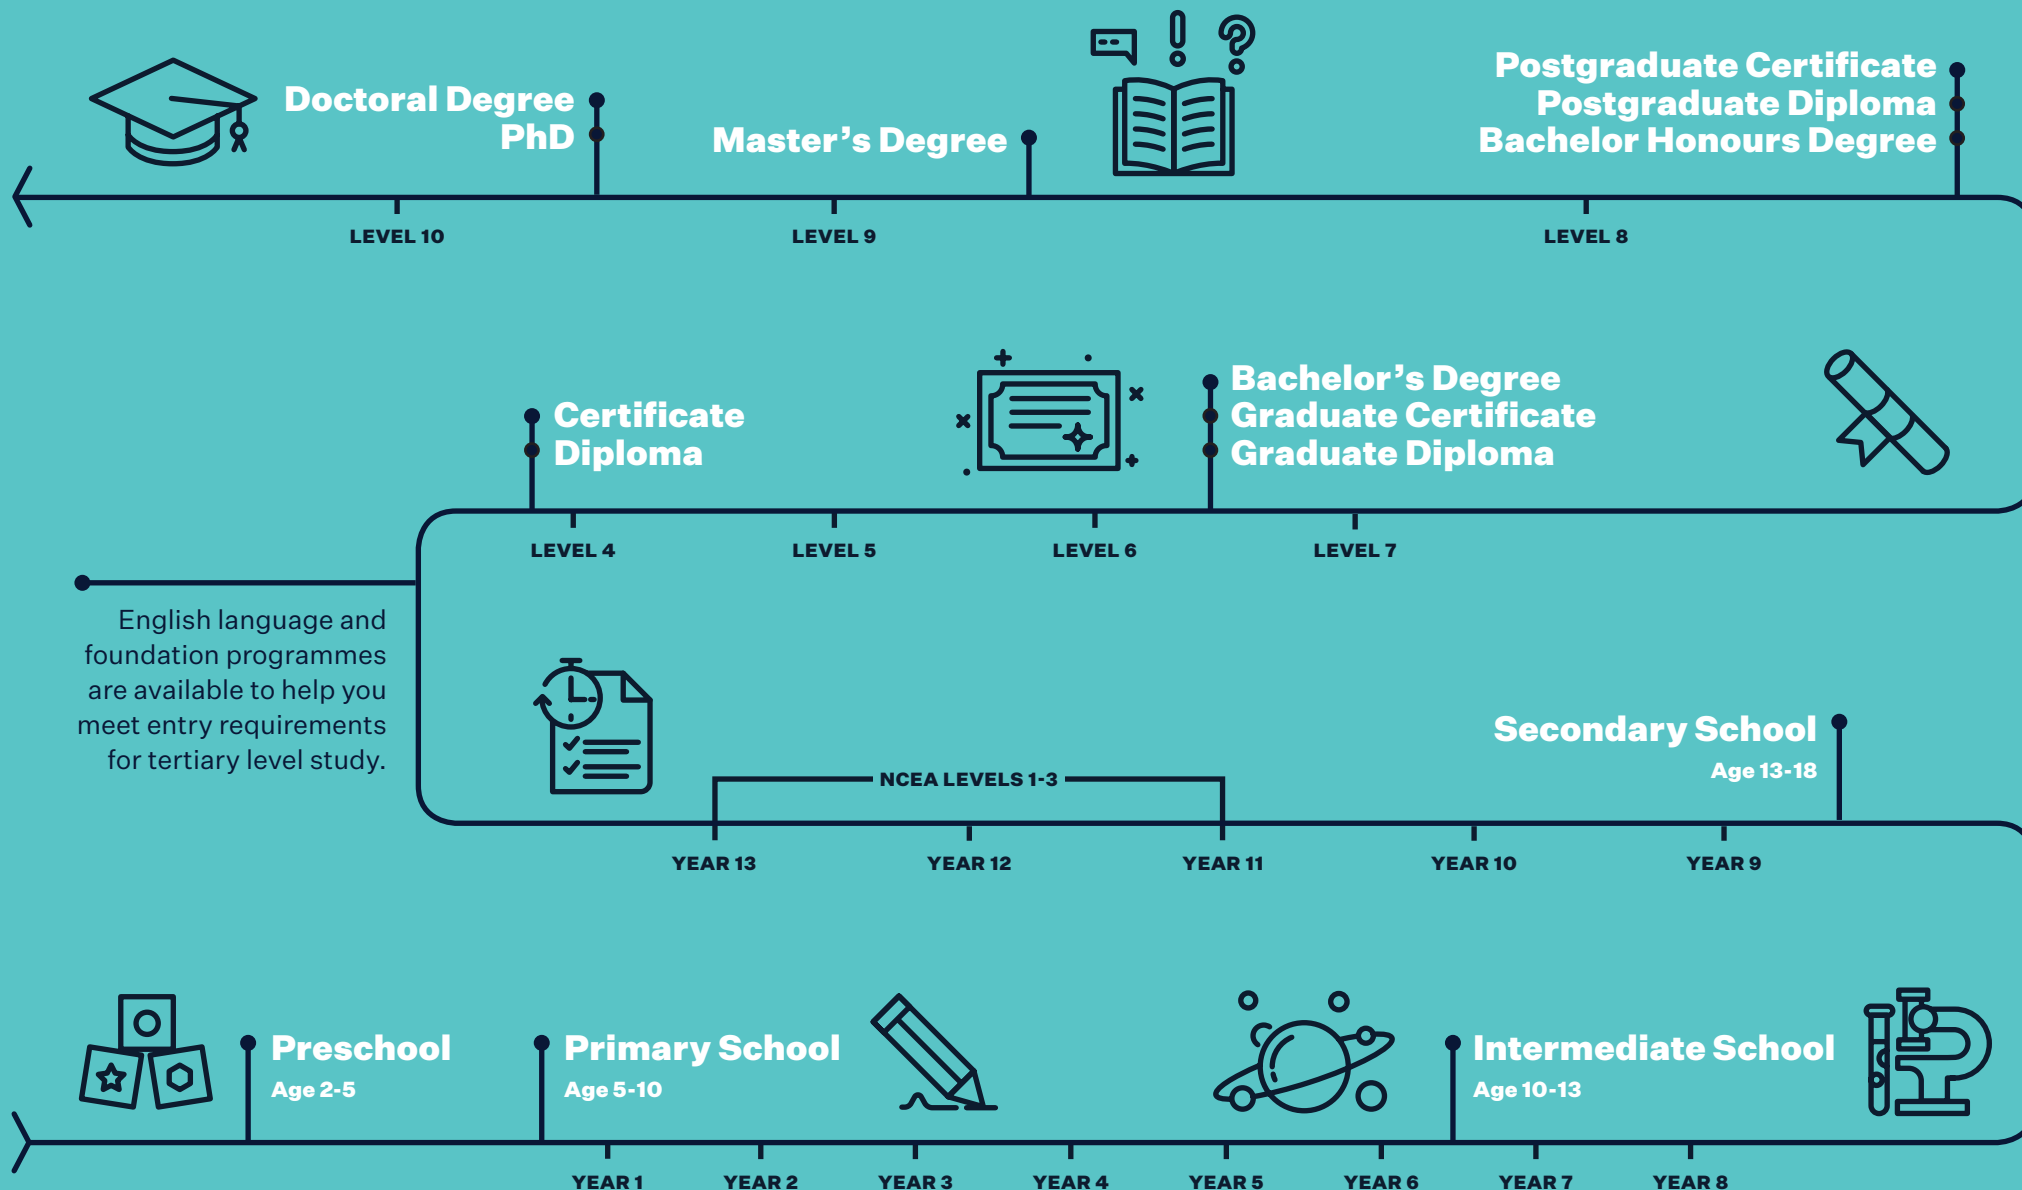 Doctoral Degree
PhD
Master's Degree
Postgraduate Certificate
Postgraduate Diploma
Bachelor Honours Degree
LEVEL 10
LEVEL 9
LEVEL 8
Certificate
Diploma
Bachelor's Degree
Graduate Certificate
Graduate Diploma
LEVEL 4
LEVEL 5
LEVEL 6
LEVEL 7
English language and
foundation programmes
are available to help you
meet entry requirements
for tertiary level study.
Secondary School
Age 13-18
NCEA LEVELS 1-3
YEAR 13
YEAR 12
YEAR 11
YEAR 10
YEAR 9
Preschool
Age 2-5
Primary School
Age 5-10
Intermediate School
Age 10-13
YEAR 1
YEAR 2
YEAR 3
YEAR 4
YEAR 5
YEAR 6
YEAR 7
YEAR 8